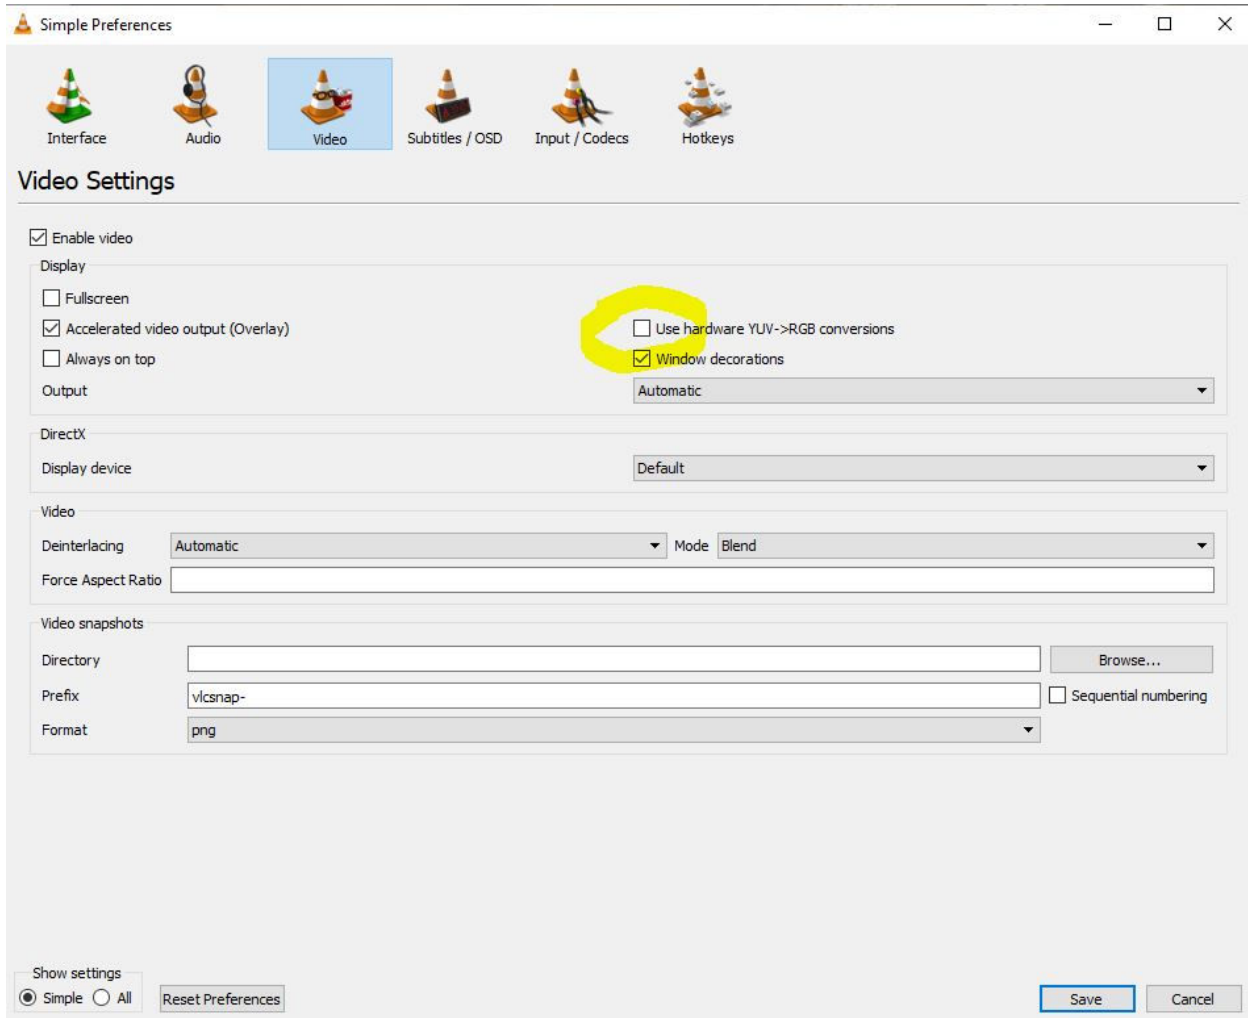 Simple Preferences
Interface
Audio
Video
Subtitles / OSD
Input / Codecs
Hotkeys
Video Settings
Enable video
Display
Fullscreen
Accelerated video output (Overlay)
Use hardware YUV->RGB conversions
Always on top
Window decorations
Output
Automatic
DirectX
Display device
Default
Video
Deinterlacing
Automatic
Mode
Blend
Force Aspect Ratio
Video snapshots
Directory
Browse...
Prefix
vlcsnap-
Sequential numbering
Format
png
Show settings
Simple
All
Reset Preferences
Save
Cancel